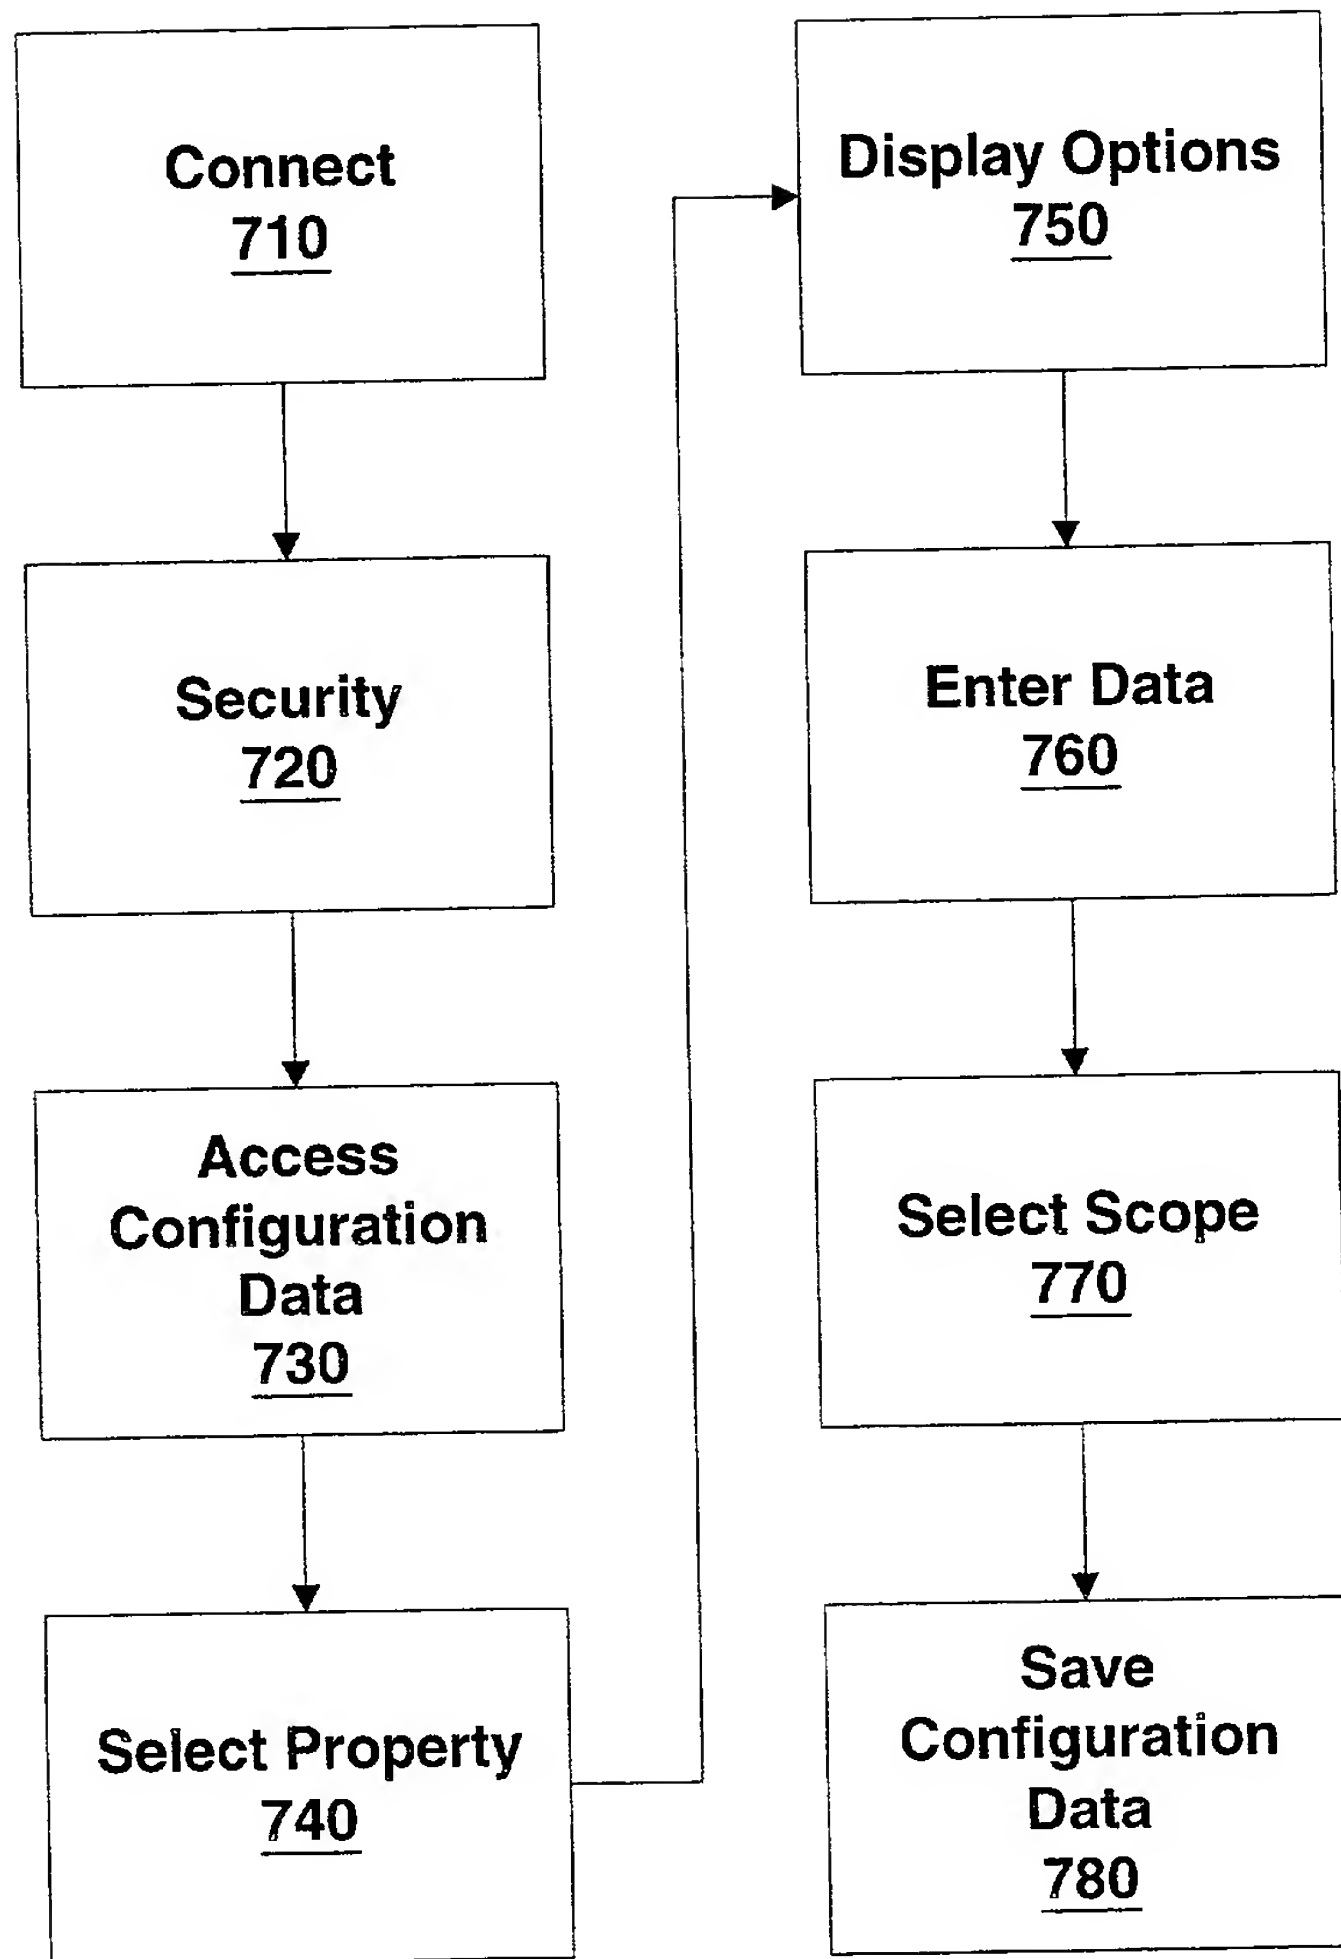 Connect
710
Security
720
Access
Configuration
Data
730
Select Property
740
Display Options
750
Enter Data
760
Select Scope
770
Save
Configuration
Data
780